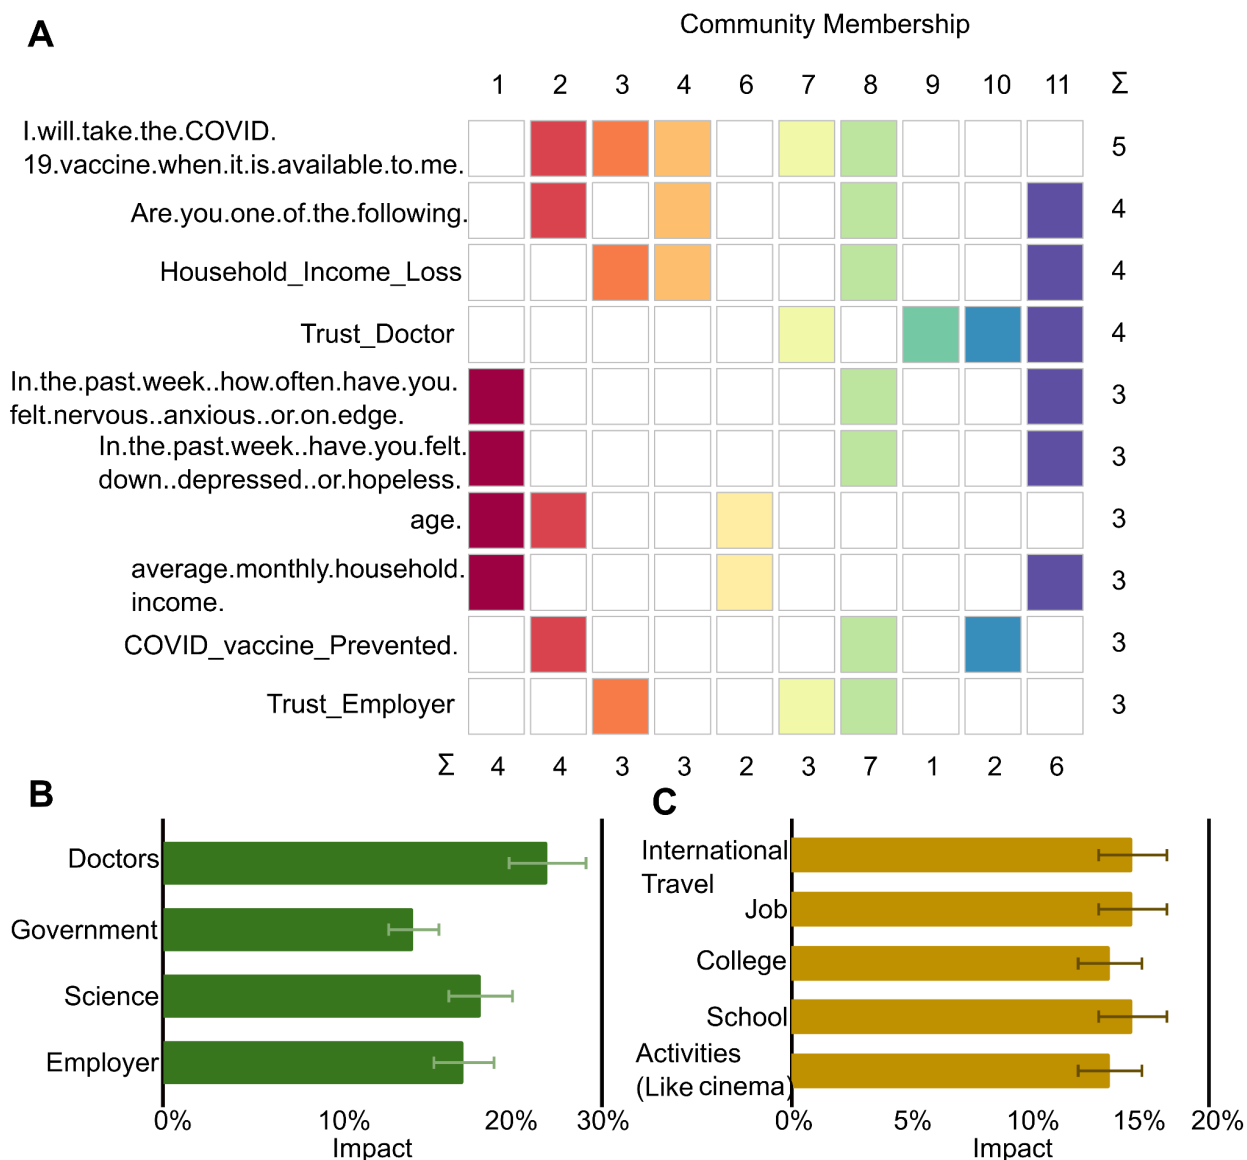 A
Community Membership
1 2 3 4 6 7 8 9 10 11 Σ
I.will.take.the.COVID.
19.vaccine.when.it.is.available.to.me. 5
Are.you.one.of.the.following. 4
Household_Income_Loss 4
Trust_Doctor 4
In.the.past.week..how.often.have.you.
felt.nervous..anxious..or.on.edge. 3
In.the.past.week..have.you.felt.
down..depressed..or.hopeless. 3
age. 3
average.monthly.household.
income. 3
COVID_vaccine_Prevented. 3
Trust_Employer 3
Σ 4 4 3 3 2 3 7 1 2 6
B
Doctors
Government
Science
Employer
0% 10% 20% 30%
Impact
C
International
Travel
Job
College
School
Activities
(Like cinema)
0% 5% 10% 15% 20%
Impact